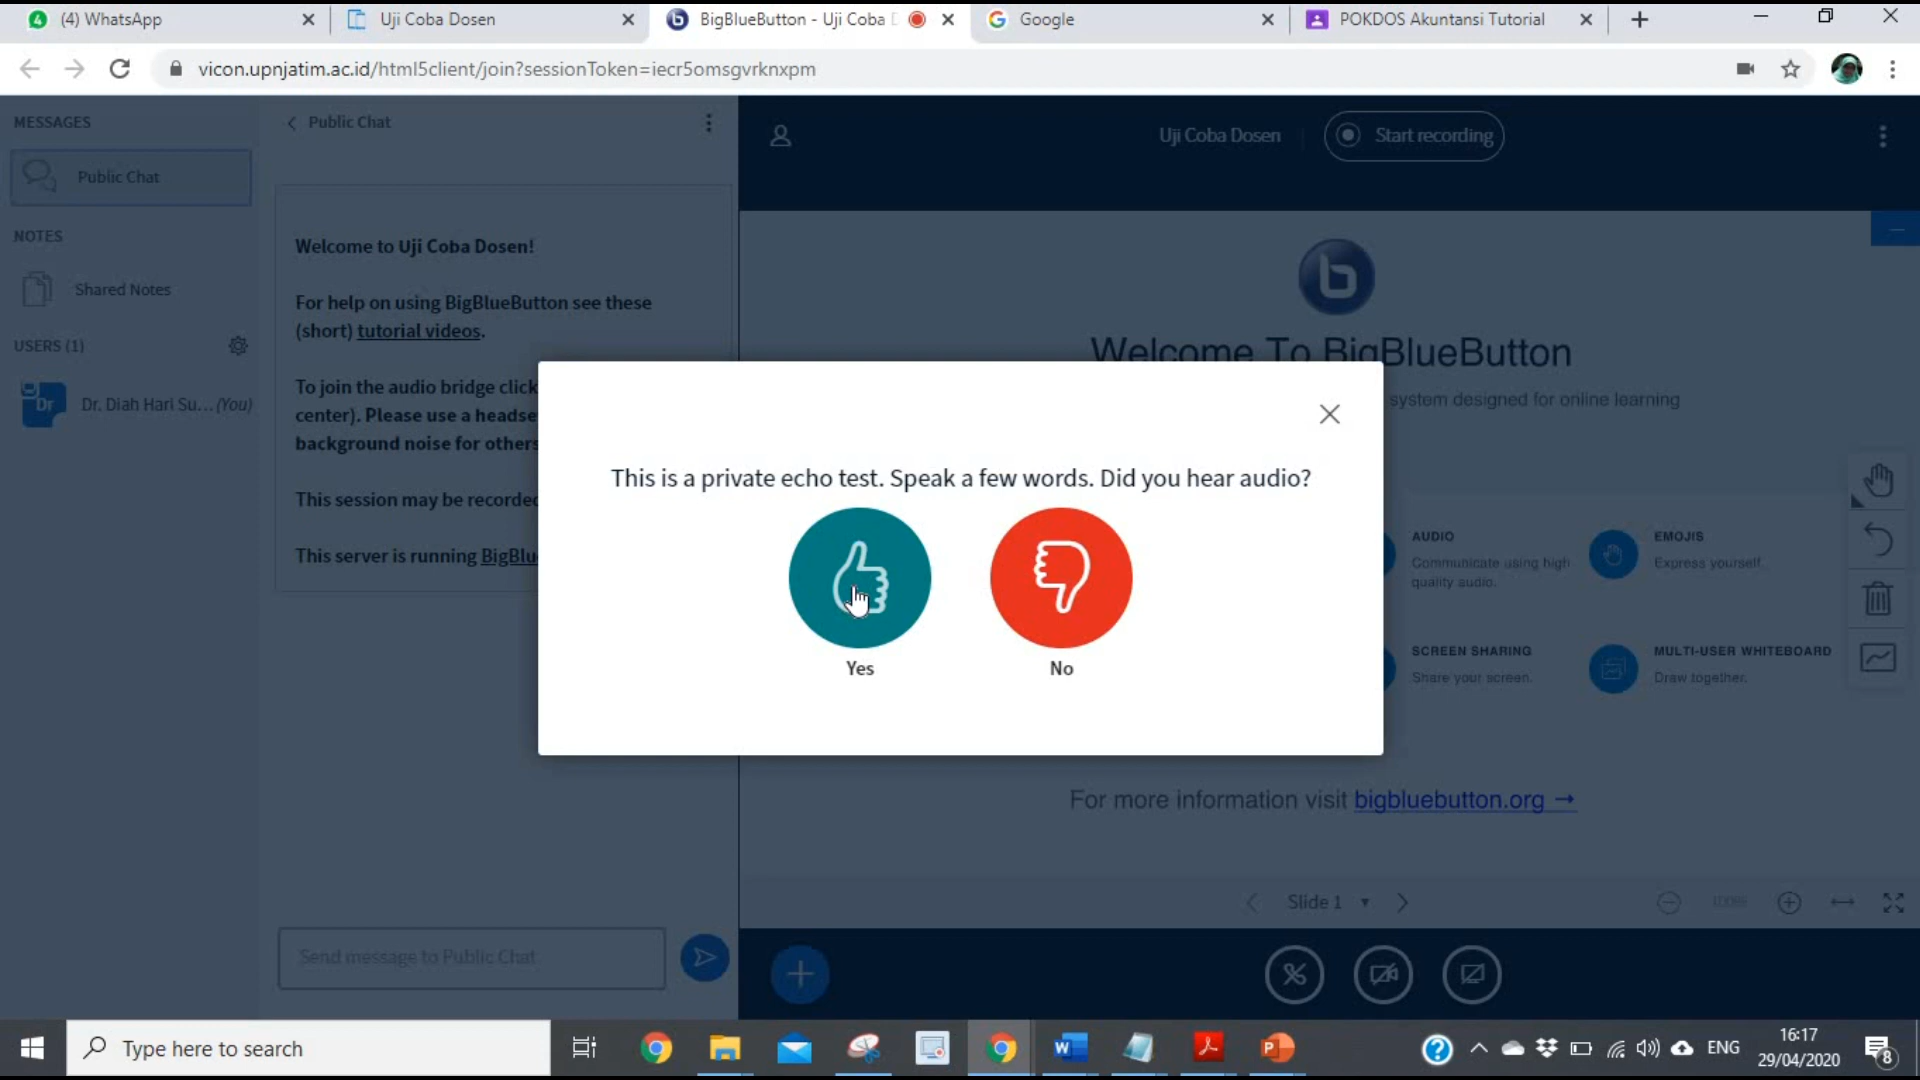 (4) WhatsApp
Uji Coba Dosen
BigBlueButton - Uji Coba D
Google
POKDOS Akuntansi Tutorial
vicon.upnjatim.ac.id/html5client/join?sessionToken=iecr5omsgvrknxpm
MESSAGES
Public Chat
NOTES
Shared Notes
USERS (1)
Dr
Dr. Diah Hari Su... (You)
Public Chat
Welcome to Uji Coba Dosen!
For help on using BigBlueButton see these
(short) tutorial videos.
To join the audio bridge click
center). Please use a headse
background noise for others
This session may be recorded
This server is running BigBlu
Send message to Public Chat
Uji Coba Dosen
Start recording
Welcome To BigBlueButton
system designed for online learning
This is a private echo test. Speak a few words. Did you hear audio?
Yes
No
AUDIO
Communicate using high
quality audio.
EMOJIS
Express yourself.
SCREEN SHARING
Share your screen.
MULTI-USER WHITEBOARD
Draw together.
For more information visit bigbluebutton.org →
Slide 1
Type here to search
ENG
16:17
29/04/2020
8